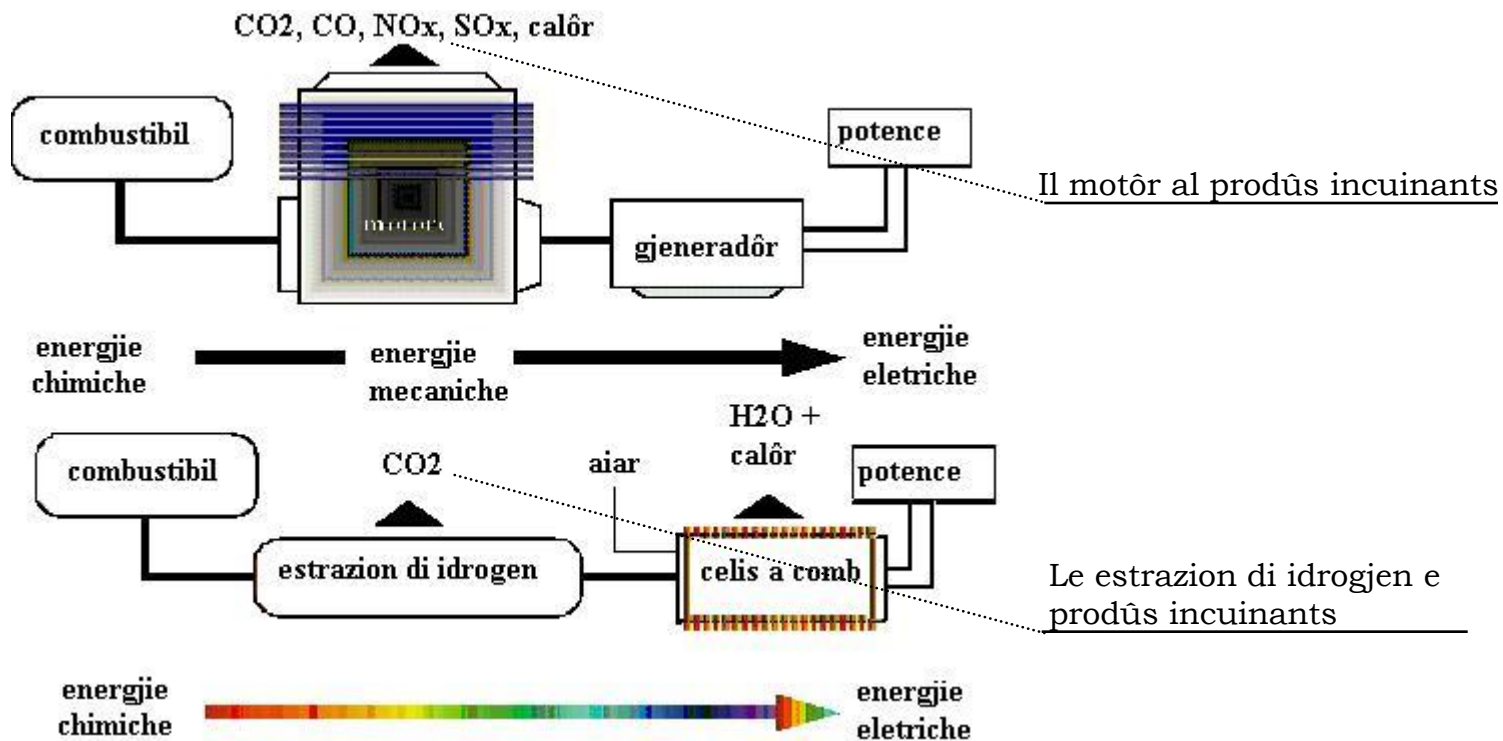 CO2, CO, NOx, SOx, calôr
combustibil
potence
Il motôr al prodûs incuinants
gjeneradôr
energjie
chimiche
energjie
mecaniche
energjie
eletriche
H2O +
calôr
combustibil
CO2
aiar
potence
estrazion di idrogen
celis a comb
Le estrazion di idrogjen e
prodûs incuinants
energjie
chimiche
energjie
eletriche